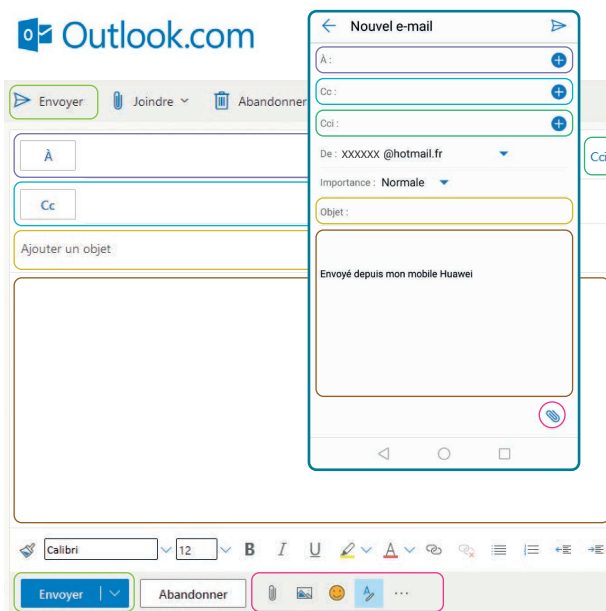 Outlook.com
Envoyer
Joindre
Abandonner
À
Cci
Cc
Ajouter un objet
Nouvel e-mail
À :
Cc :
Cci :
De : XXXXXX @hotmail.fr
Importance : Normale
Objet :
Envoyé depuis mon mobile Huawei
Calibri 12 B I U A
Envoyer
Abandonner